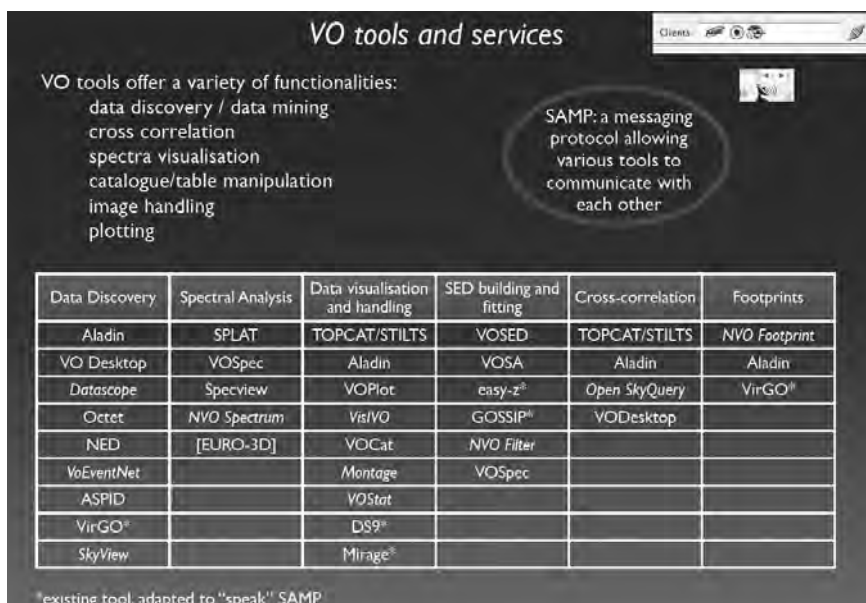 VO tools and services
Clients
VO tools offer a variety of functionalities:
data discovery / data mining
cross correlation
spectra visualisation
catalogue/table manipulation
image handling
plotting
SAMP: a messaging
protocol allowing
various tools to
communicate with
each other
Data Discovery Spectral Analysis Data visualisation and handling SED building and fitting Cross-correlation Footprints
Aladin SPLAT TOPCAT/STILTS VOSED TOPCAT/STILTS NVO Footprint
VO Desktop VOSpec Aladin VOSA Aladin Aladin
Datascope Specview VOPlot easy-z* Open SkyQuery VirGO*
Octet NVO Spectrum VisIVO GOSSIP* VODesktop
NED [EURO-3D] VOCat NVO Filter
VoEventNet Montage VOSpec
ASPID VOStat
VirGO* DS9*
SkyView Mirage*
*existing tool, adapted to "speak" SAMP